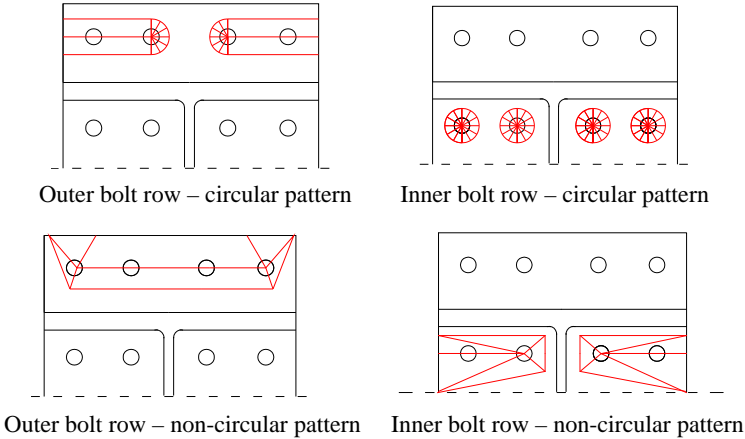 Outer bolt row – circular pattern
Inner bolt row – circular pattern
Outer bolt row – non-circular pattern
Inner bolt row – non-circular pattern